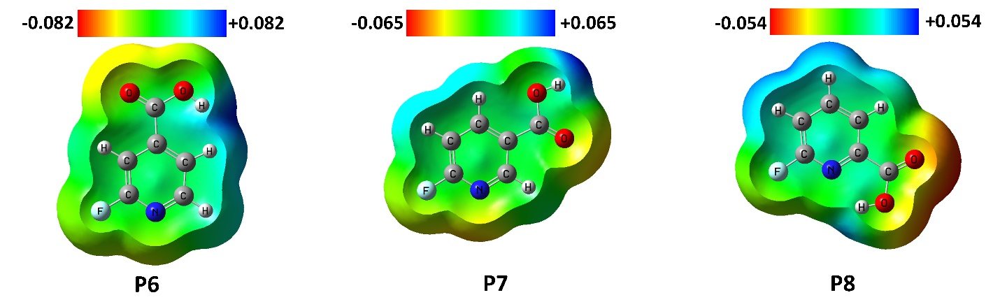 -0.082 +0.082 -0.065 +0.065 -0.054 +0.054
O O H C H C H C C C C F N H
O H H C C H C O C C F N H
H H C H C C C C O F N C H O
P6 P7 P8